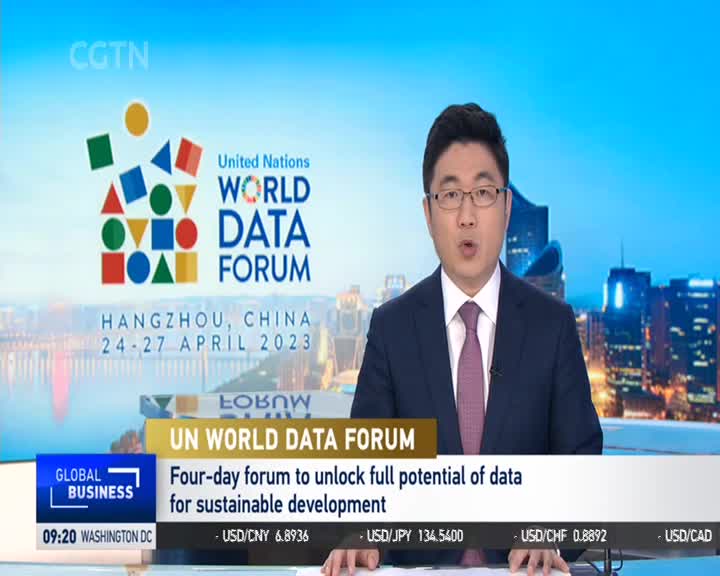 CGTN
United Nations
WORLD
DATA
FORUM
HANGZHOU, CHINA
24-27 APRIL 2023
FORUM
UN WORLD DATA FORUM
GLOBAL
BUSINESS
Four-day forum to unlock full potential of data
for sustainable development
09:20 WASHINGTON DC
- USD/CNY 6.8936 - USD/JPY 134.5400 - USD/CHF 0.8892 - USD/CAD